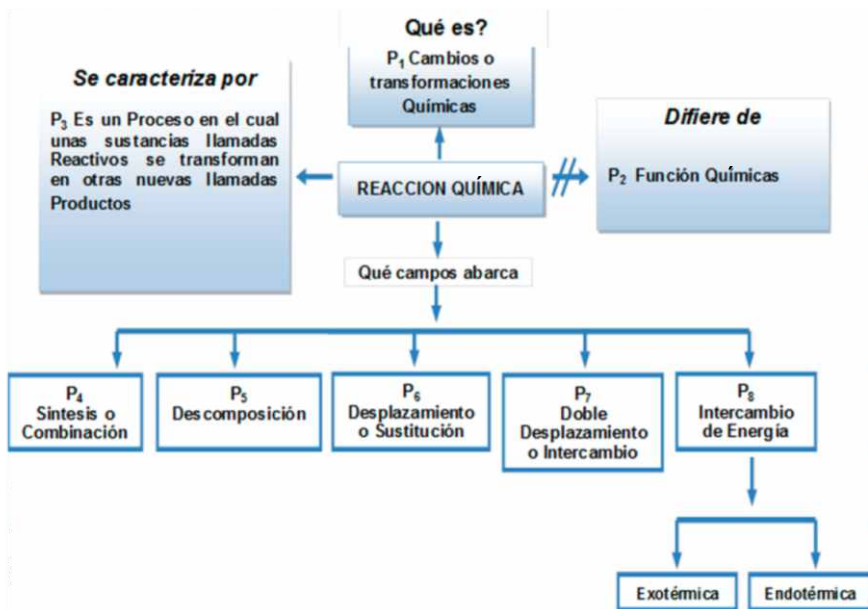 Qué es?
P₁ Cambios o
transformaciones
Químicas
Se caracteriza por
P₃ Es un Proceso en el cual
unas sustancias llamadas
Reactivos se transforman
en otras nuevas llamadas
Productos
Difiere de
P₂ Función Químicas
REACCION QUÍMICA
Qué campos abarca
P₄
Síntesis o
Combinación
P₅
Descomposición
P₆
Desplazamiento
o Sustitución
P₇
Doble
Desplazamiento
o Intercambio
P₈
Intercambio
de Energía
Exotérmica
Endotérmica